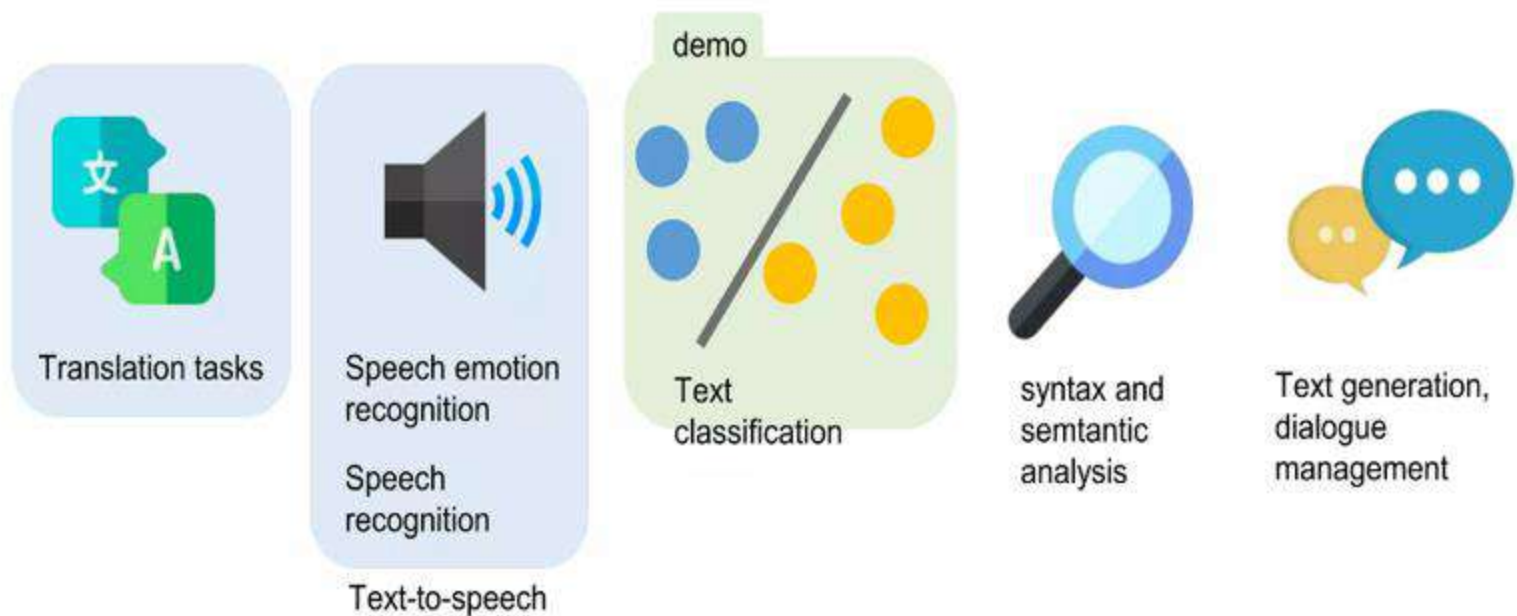 文
A
Translation tasks
Speech emotion
recognition
Speech
recognition
Text-to-speech
demo
Text
classification
syntax and
semtantic
analysis
Text generation,
dialogue
management